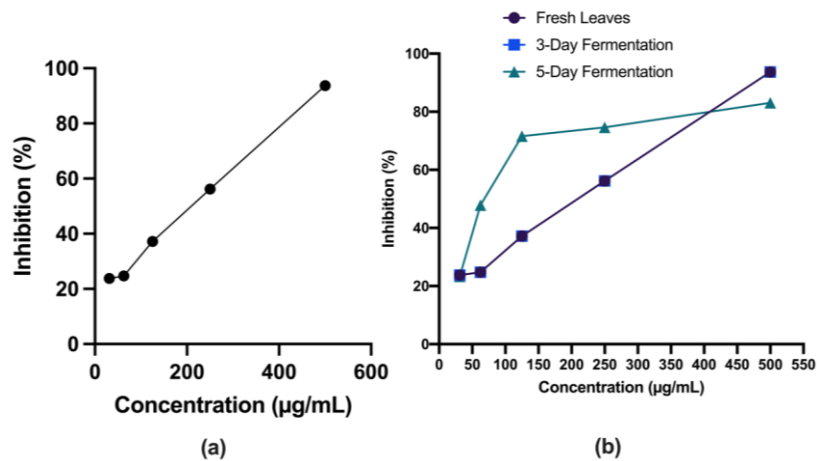 Fresh Leaves
3-Day Fermentation
5-Day Fermentation
100
80
60
40
20
0
Inhibition (%)
0 200 400 600
Concentration (µg/mL)
(a)
100
80
60
40
20
0
Inhibition (%)
0 50 100 150 200 250 300 350 400 450 500 550
Concentration (µg/mL)
(b)